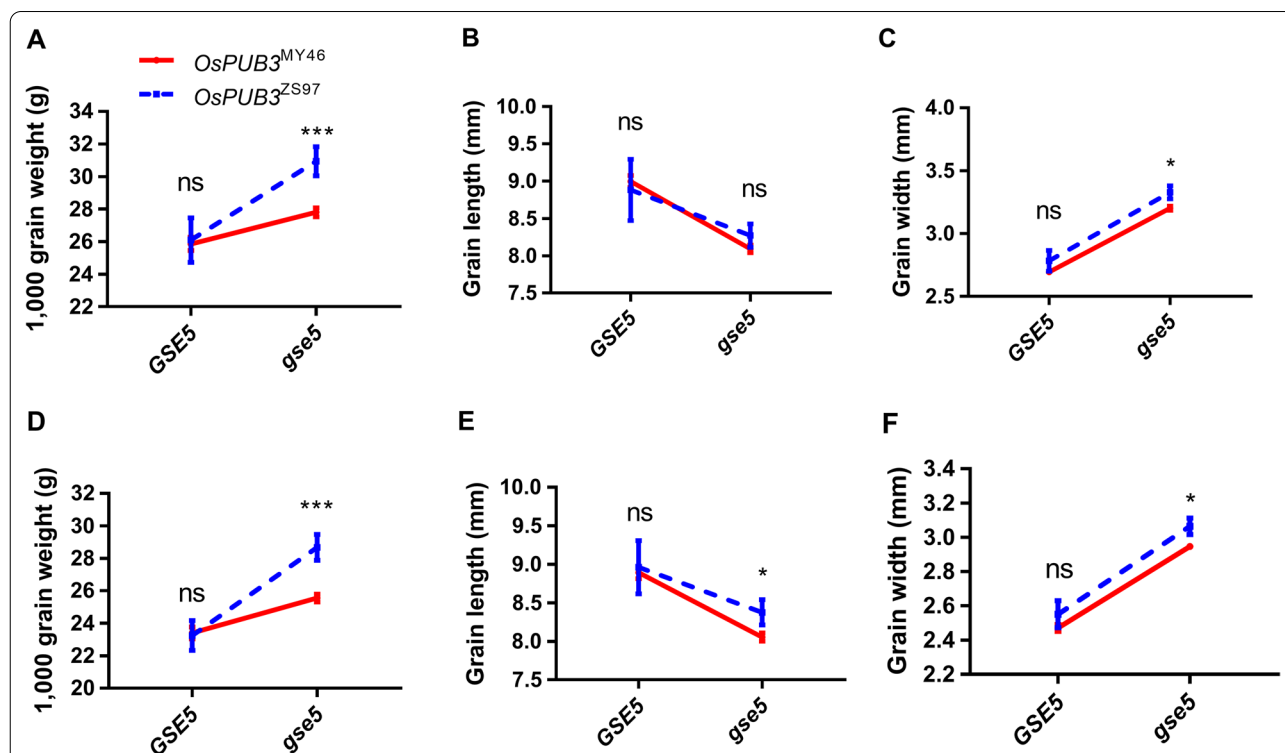 A
OsPUB3MY46
OsPUB3ZS97
1,000 grain weight (g)
34
32
30
28
26
24
22
ns
***
GSE5
gse5
B
Grain length (mm)
10.0
9.5
9.0
8.5
8.0
7.5
ns
ns
GSE5
gse5
C
Grain width (mm)
4.0
3.5
3.0
2.5
ns
*
GSE5
gse5
D
1,000 grain weight (g)
32
30
28
26
24
22
20
ns
***
GSE5
gse5
E
Grain length (mm)
10.0
9.5
9.0
8.5
8.0
7.5
ns
*
GSE5
gse5
F
Grain width (mm)
3.4
3.2
3.0
2.8
2.6
2.4
2.2
ns
*
GSE5
gse5